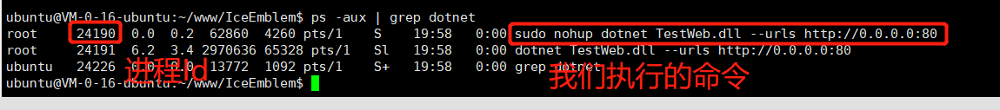 ubuntu@VM-0-16-ubuntu:~/www/IceEmblem$ ps -aux | grep dotnet
root     24190  0.0  0.2  62860  4260 pts/1    S    19:58   0:00 sudo nohup dotnet TestWeb.dll --urls http://0.0.0.0:80
root     24191  6.2  3.4 2907636 65328 pts/1   Sl   19:58   0:00 dotnet TestWeb.dll --urls http://0.0.0.0:80
ubuntu   24226  0.0  0.0  13772  1092 pts/1    S+   19:58   0:00 grep dotnet
ubuntu@VM-0-16-ubuntu:~/www/IceEmblem$
进程Id
我们执行的命令